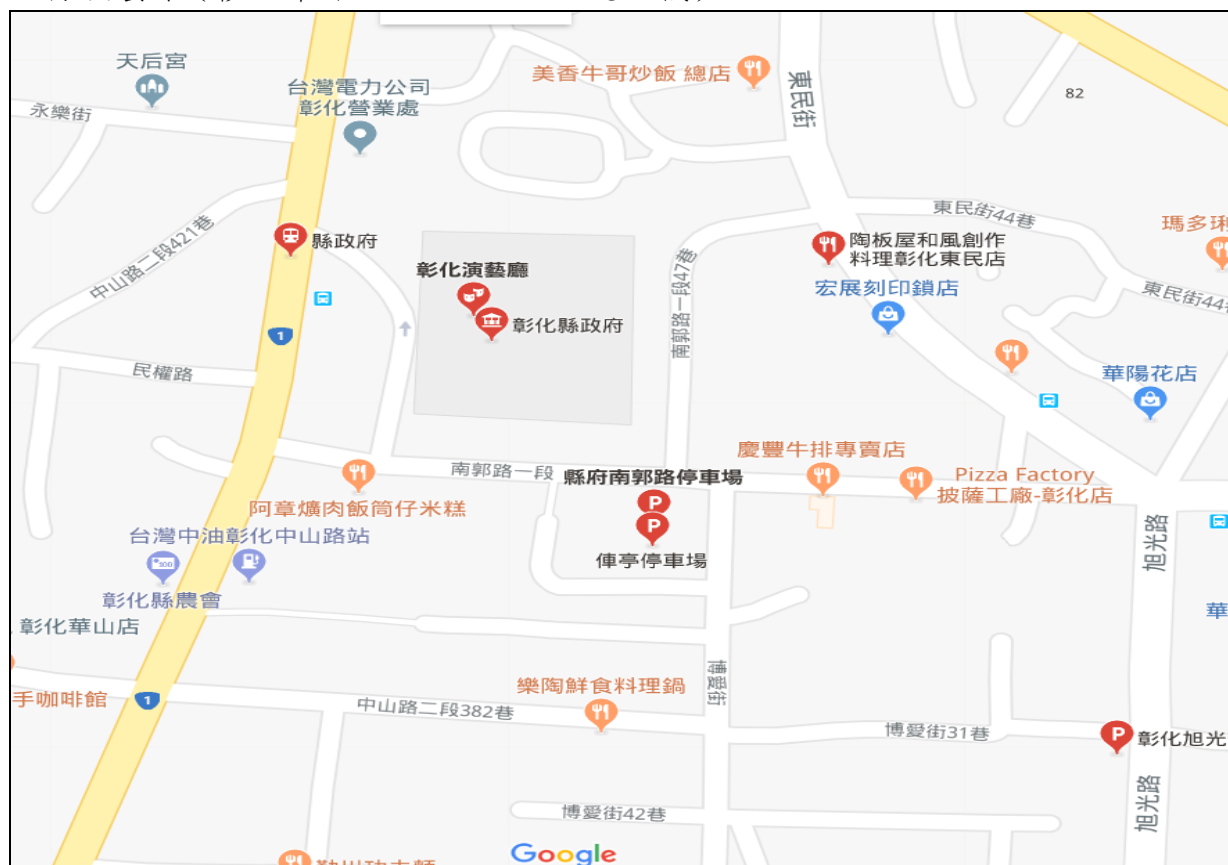 天后宮
永樂街
台灣電力公司
彰化營業處
美香牛哥炒飯 總店
東民街
82
中山路二段421巷
縣政府
彰化演藝廳
彰化縣政府
南郭路一段47巷
陶板屋和風創作
料理彰化東民店
東民街44巷
瑪多琍
東民街44巷
宏展刻印鎖店
華陽花店
1
民權路
南郭路一段
縣府南郭路停車場
俥亭停車場
慶豐牛排專賣店
Pizza Factory
披薩工廠-彰化店
阿章爌肉飯筒仔米糕
台灣中油彰化中山路站
彰化縣農會
彰化華山店
手咖啡館
1
旭光路
華
樂陶鮮食料理鍋
中山路二段382巷
博愛街
博愛街31巷
彰化旭光
旭光路
博愛街42巷
Google